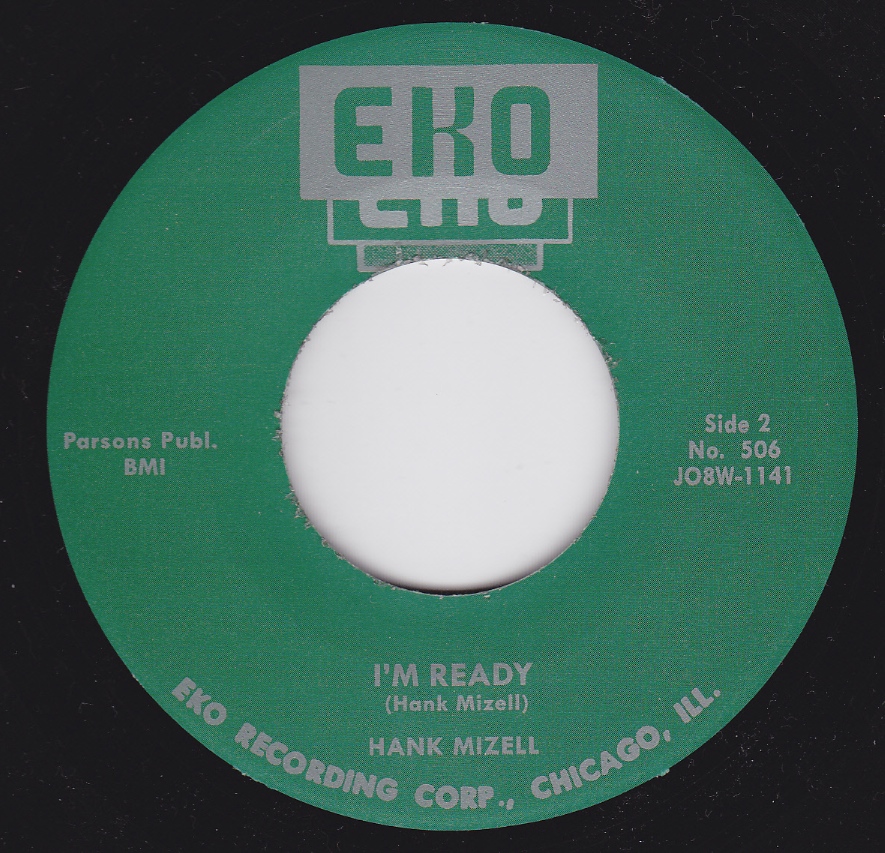 EKO
EKO
Parsons Publ.
BMI
Side 2
No. 506
JO8W-1141
I'M READY
(Hank Mizell)
HANK MIZELL
EKO RECORDING CORP., CHICAGO, ILL.